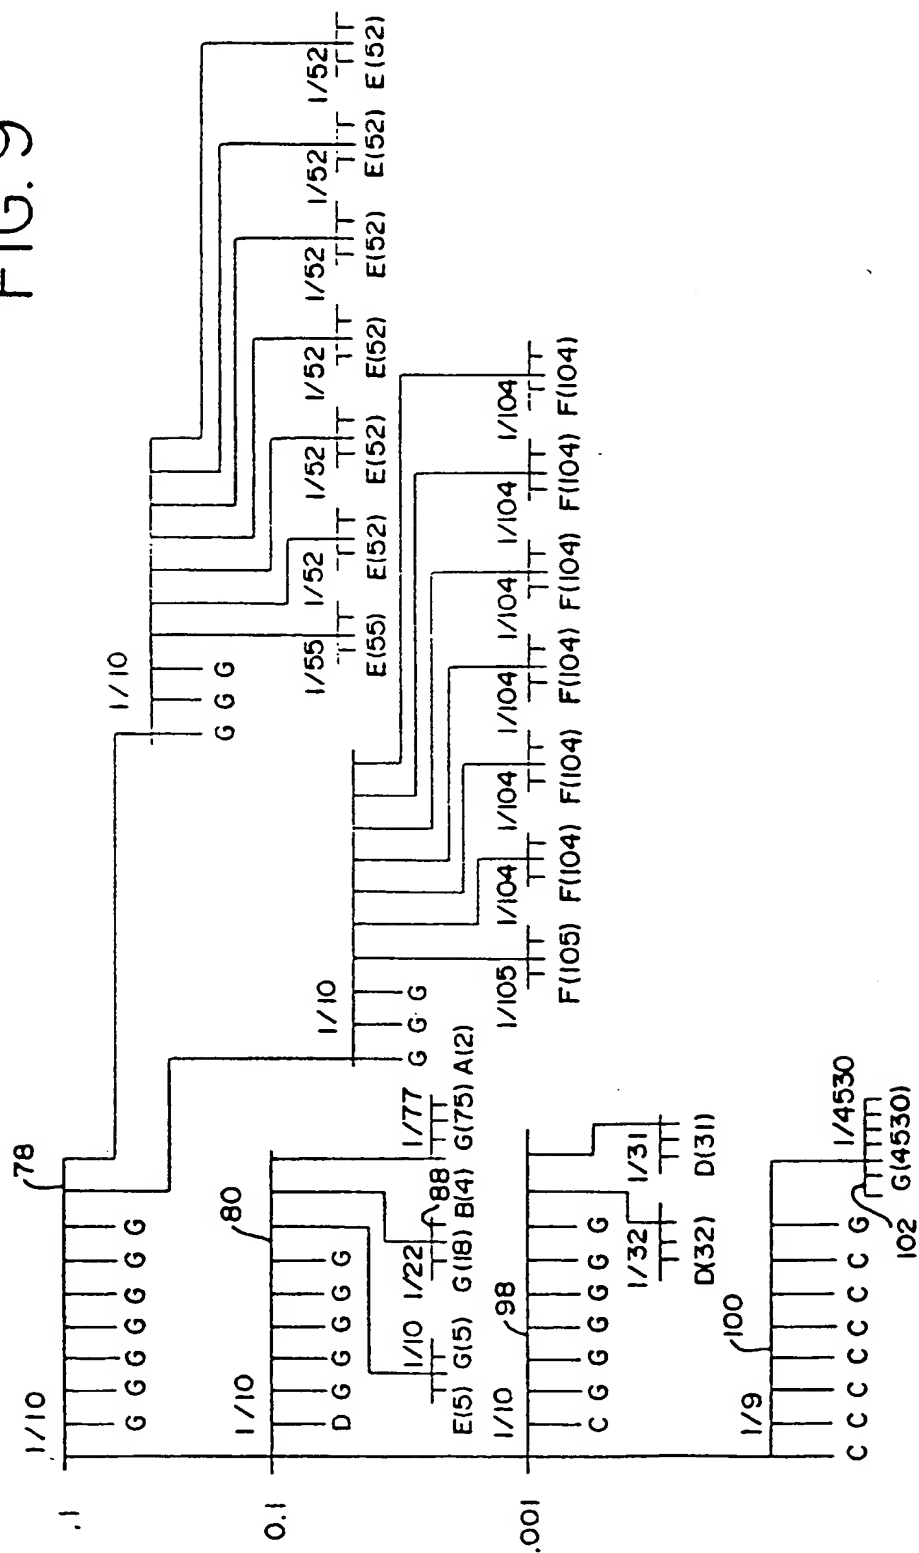 FIG. 9
1/10 78
.1
G G G G G G G
1/10
G G G
1/10 80
0.1
1/55 1/52 1/52 1/52 1/52 1/52 1/52
D G G G G G
E(55) E(52) E(52) E(52) E(52) E(52) E(52)
1/10
G G G
1/10 1/22 88 1/77
E(5) G(5) G(18) B(4) G(75) A(2)
1/10 98
1/105 1/104 1/104 1/104 1/104 1/104 1/104
.001
F(105) F(104) F(104) F(104) F(104) F(104) F(104)
C G G G G G G
1/32 1/31
D(32) D(31)
1/9 100
C C C C C C C G
1/4530
G(4530)
102